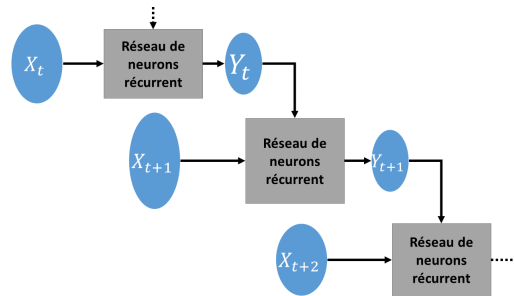 X_t
Réseau de
neurons
récurrent
Y_t
X_{t+1}
Réseau de
neurons
récurrent
Y_{t+1}
X_{t+2}
Réseau de
neurons
récurrent